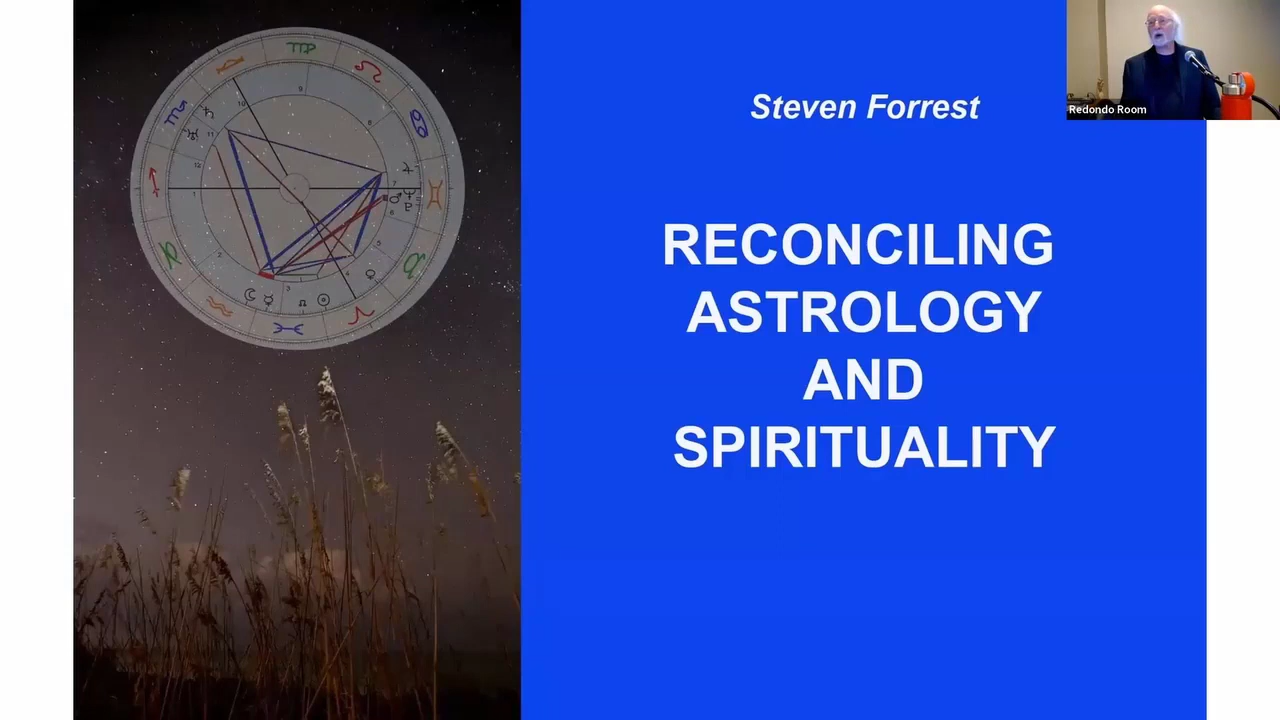 Steven Forrest
RECONCILING
ASTROLOGY
AND
SPIRITUALITY
Redondo Room